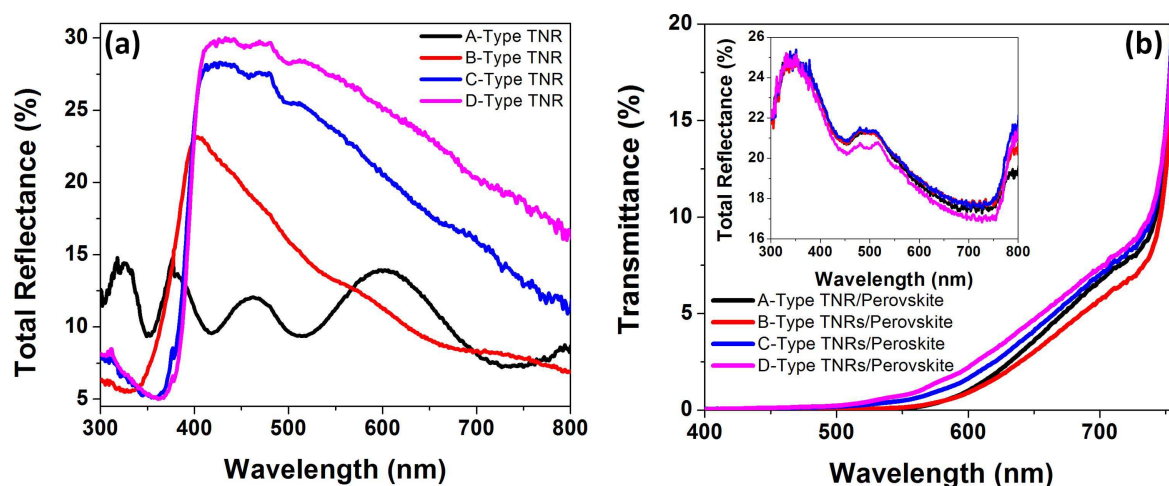 (a)
A-Type TNR
B-Type TNR
C-Type TNR
D-Type TNR
Total Reflectance (%)
30
25
20
15
10
5
300 400 500 600 700 800
Wavelength (nm)
(b)
Transmittance (%)
20
15
10
5
0
400 500 600 700
Wavelength (nm)
Total Reflectance (%)
26
24
22
20
18
16
300 400 500 600 700 800
Wavelength (nm)
A-Type TNR/Perovskite
B-Type TNRs/Perovskite
C-Type TNRs/Peroskite
D-Type TNRs/Perovskite